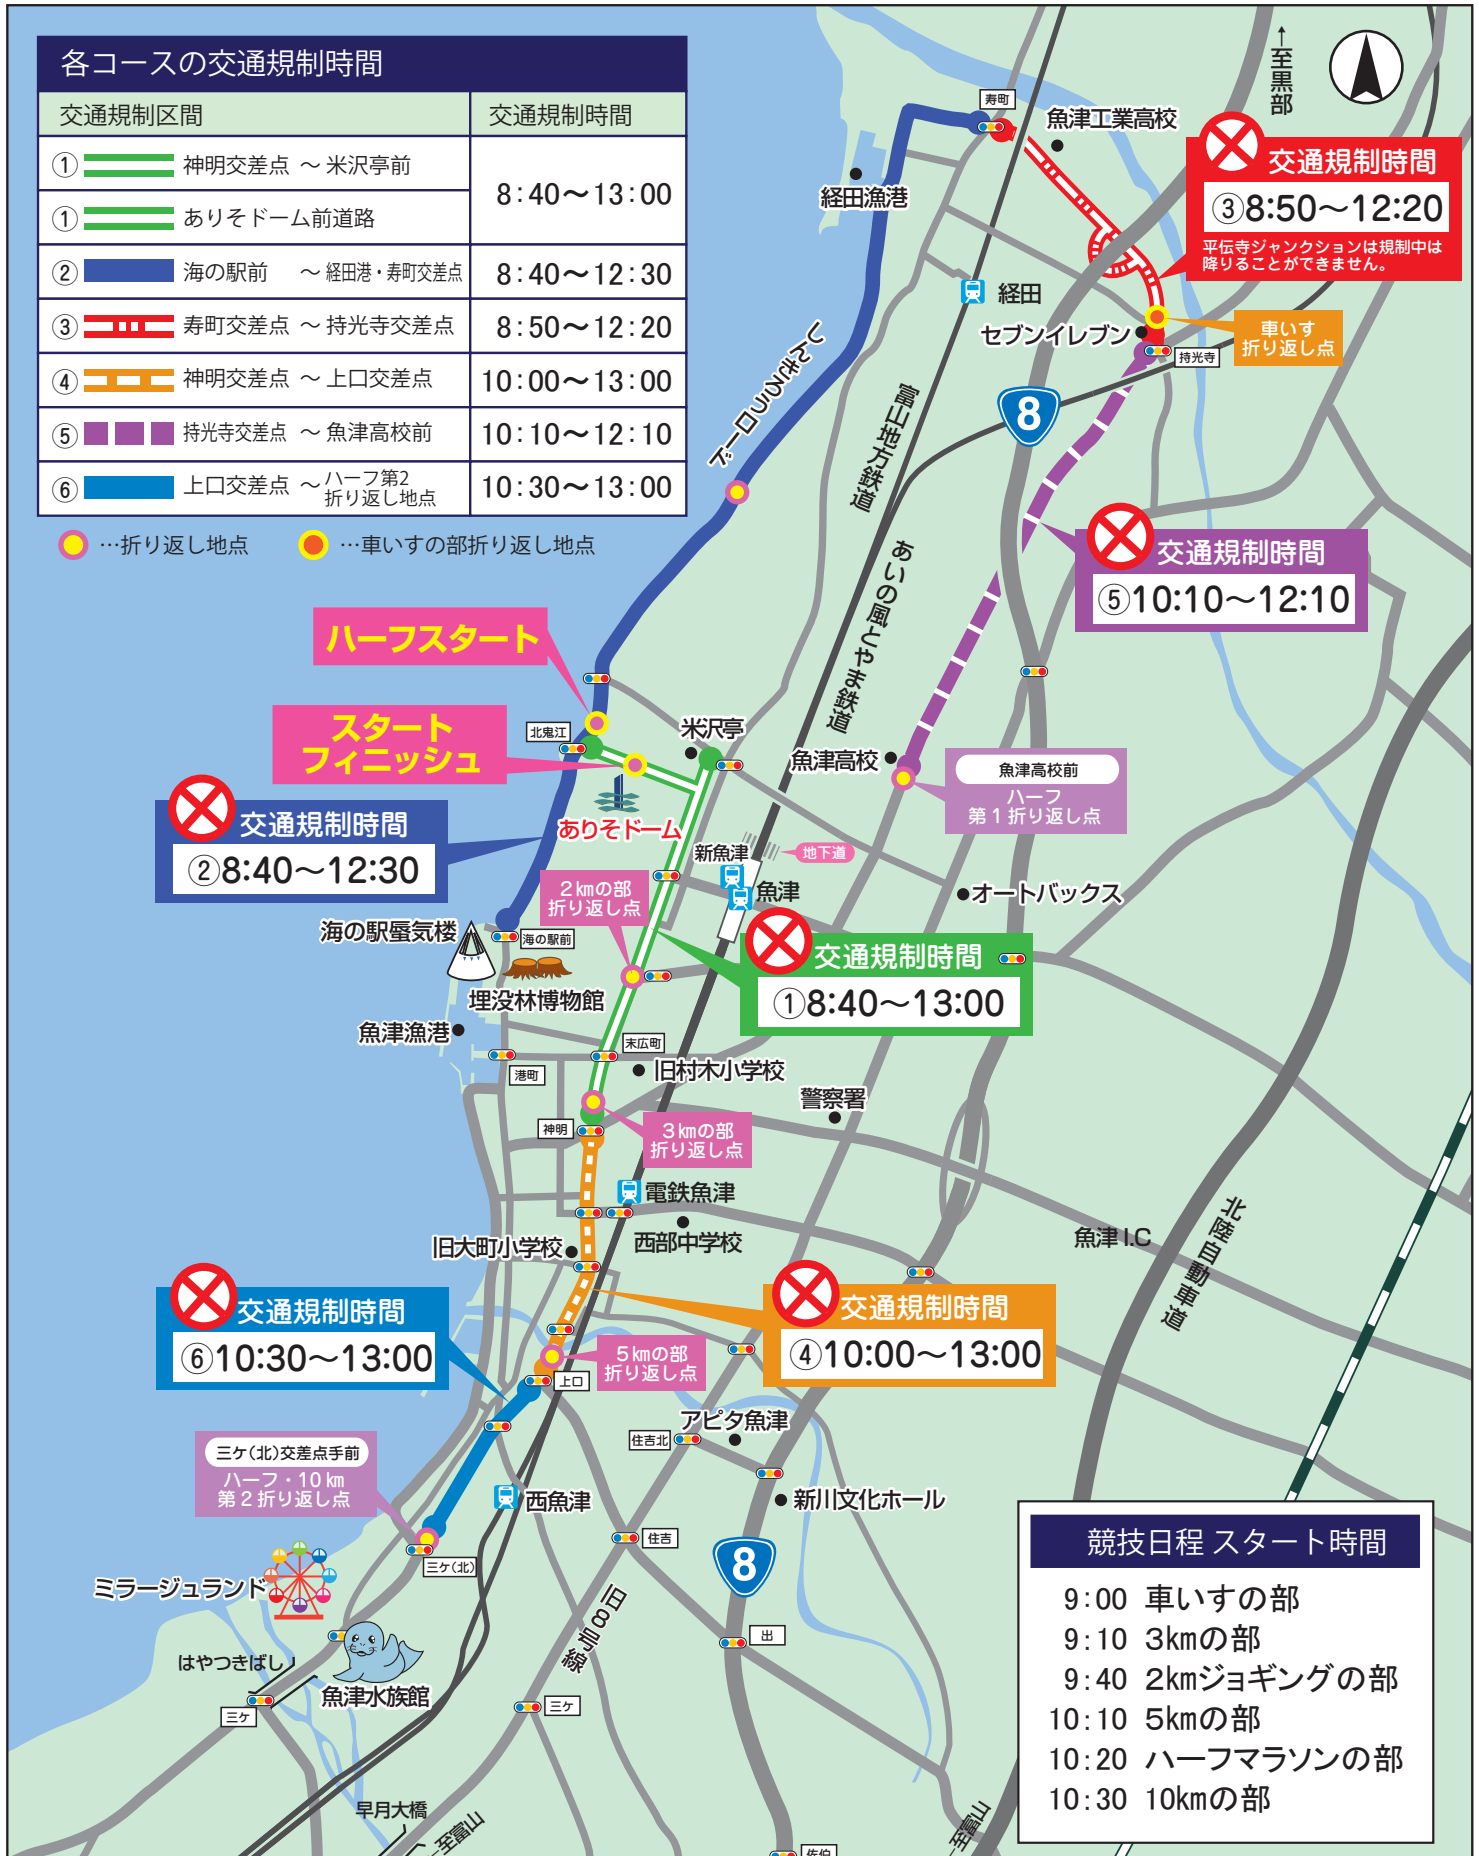 各コースの交通規制時間
交通規制区間 交通規制時間
① 神明交差点 ～ 米沢亭前 8:40～13:00
① ありそドーム前道路
② 海の駅前 ～ 経田港・寿町交差点 8:40～12:30
③ 寿町交差点 ～ 持光寺交差点 8:50～12:20
④ 神明交差点 ～ 上口交差点 10:00～13:00
⑤ 持光寺交差点 ～ 魚津高校前 10:10～12:10
⑥ 上口交差点 ～ ハーフ第2
折り返し地点 10:30～13:00
…折り返し地点 …車いすの部折り返し地点
↑至黒部
寿町
魚津工業高校
経田漁港
交通規制時間
③8:50～12:20
平伝寺ジャンクションは規制中は
降りることができません。
経田
セブンイレブン
車いす
折り返し点
持光寺
しんきろうロード
富山地方鉄道
8
交通規制時間
⑤10:10～12:10
あいの風とやま鉄道
ハーフスタート
スタート
フィニッシュ
北鬼江
米沢亭
魚津高校
魚津高校前
ハーフ
第1折り返し点
ありそドーム
交通規制時間
②8:40～12:30
新魚津
地下道
魚津
オートバックス
2㎞の部
折り返し点
海の駅蜃気楼
海の駅前
埋没林博物館
交通規制時間
①8:40～13:00
魚津漁港
末広町
港町
旧村木小学校
警察署
神明
3㎞の部
折り返し点
電鉄魚津
西部中学校
旧大町小学校
魚津I.C
北陸自動車道
交通規制時間
⑥10:30～13:00
交通規制時間
④10:00～13:00
5㎞の部
折り返し点
上口
アピタ魚津
住吉北
三ケ(北)交差点手前
ハーフ・10㎞
第2折り返し点
西魚津
新川文化ホール
住吉
8
三ケ(北)
ミラージュランド
旧8号線
出
はやつきばし
魚津水族館
三ケ
三ケ
早月大橋
←至富山
←至富山
佐伯
競技日程 スタート時間
9:00 車いすの部
9:10 3kmの部
9:40 2kmジョギングの部
10:10 5kmの部
10:20 ハーフマラソンの部
10:30 10kmの部